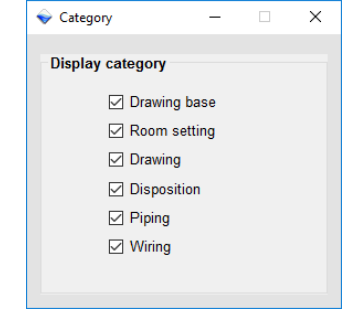 Category
Display category
Drawing base
Room setting
Drawing
Disposition
Piping
Wiring